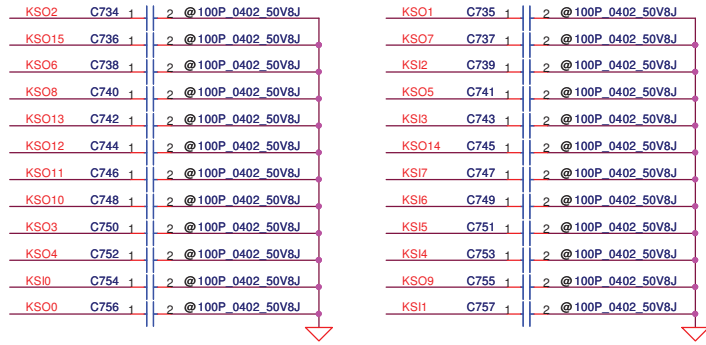 KSO2 C734 1 2 @100P_0402_50V8J KSO1 C735 1 2 @100P_0402_50V8J
KSO15 C736 1 2 @100P_0402_50V8J KSO7 C737 1 2 @100P_0402_50V8J
KSO6 C738 1 2 @100P_0402_50V8J KSI2 C739 1 2 @100P_0402_50V8J
KSO8 C740 1 2 @100P_0402_50V8J KSO5 C741 1 2 @100P_0402_50V8J
KSO13 C742 1 2 @100P_0402_50V8J KSI3 C743 1 2 @100P_0402_50V8J
KSO12 C744 1 2 @100P_0402_50V8J KSO14 C745 1 2 @100P_0402_50V8J
KSO11 C746 1 2 @100P_0402_50V8J KSI7 C747 1 2 @100P_0402_50V8J
KSO10 C748 1 2 @100P_0402_50V8J KSI6 C749 1 2 @100P_0402_50V8J
KSO3 C750 1 2 @100P_0402_50V8J KSI5 C751 1 2 @100P_0402_50V8J
KSO4 C752 1 2 @100P_0402_50V8J KSI4 C753 1 2 @100P_0402_50V8J
KSI0 C754 1 2 @100P_0402_50V8J KSO9 C755 1 2 @100P_0402_50V8J
KSO0 C756 1 2 @100P_0402_50V8J KSI1 C757 1 2 @100P_0402_50V8J